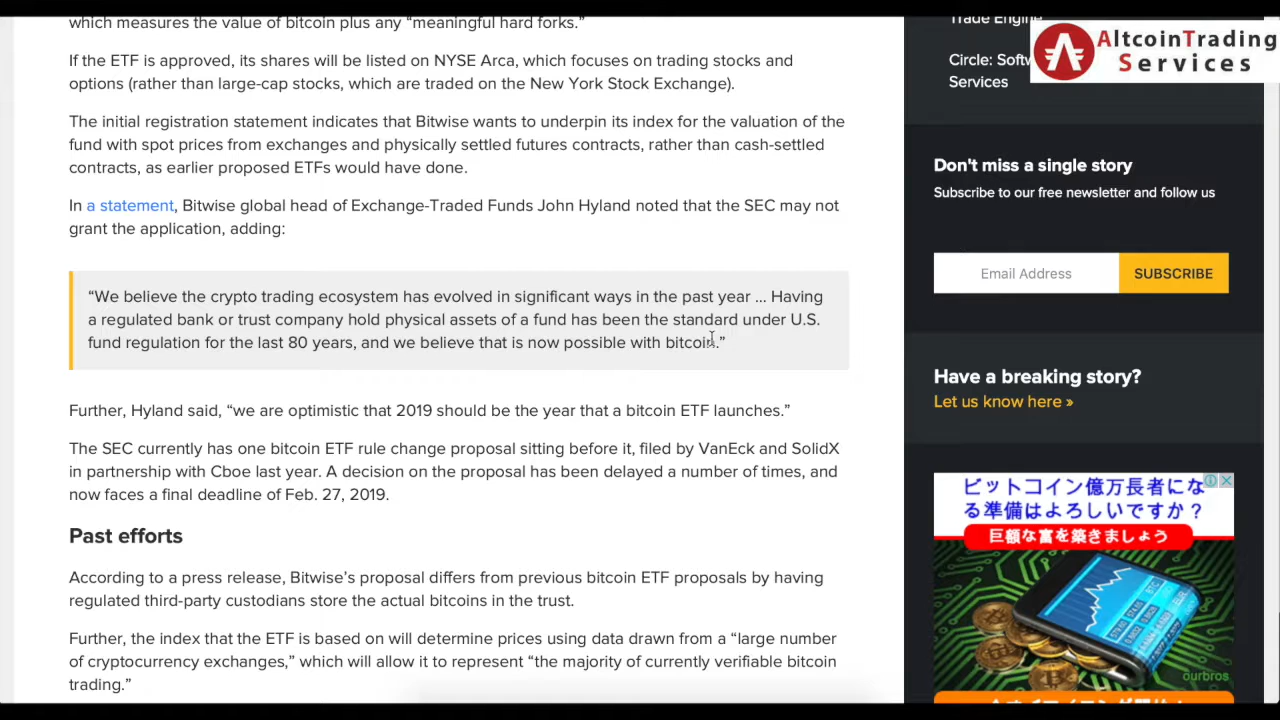 which measures the value of bitcoin plus any “meaningful hard forks.”
If the ETF is approved, its shares will be listed on NYSE Arca, which focuses on trading stocks and
options (rather than large-cap stocks, which are traded on the New York Stock Exchange).
The initial registration statement indicates that Bitwise wants to underpin its index for the valuation of the
fund with spot prices from exchanges and physically settled futures contracts, rather than cash-settled
contracts, as earlier proposed ETFs would have done.
In a statement, Bitwise global head of Exchange-Traded Funds John Hyland noted that the SEC may not
grant the application, adding:
“We believe the crypto trading ecosystem has evolved in significant ways in the past year ... Having
a regulated bank or trust company hold physical assets of a fund has been the standard under U.S.
fund regulation for the last 80 years, and we believe that is now possible with bitcoin.”
Further, Hyland said, “we are optimistic that 2019 should be the year that a bitcoin ETF launches.”
The SEC currently has one bitcoin ETF rule change proposal sitting before it, filed by VanEck and SolidX
in partnership with Cboe last year. A decision on the proposal has been delayed a number of times, and
now faces a final deadline of Feb. 27, 2019.
Past efforts
According to a press release, Bitwise’s proposal differs from previous bitcoin ETF proposals by having
regulated third-party custodians store the actual bitcoins in the trust.
Further, the index that the ETF is based on will determine prices using data drawn from a “large number
of cryptocurrency exchanges,” which will allow it to represent “the majority of currently verifiable bitcoin
trading.”
Trade Engine
Circle:
Services
AltcoinTrading
Services
Don't miss a single story
Subscribe to our free newsletter and follow us
Email Address
SUBSCRIBE
Have a breaking story?
Let us know here »
ビットコイン億万長者にな
る準備はよろしいですか？
巨額な富を築きましょう
ourbros